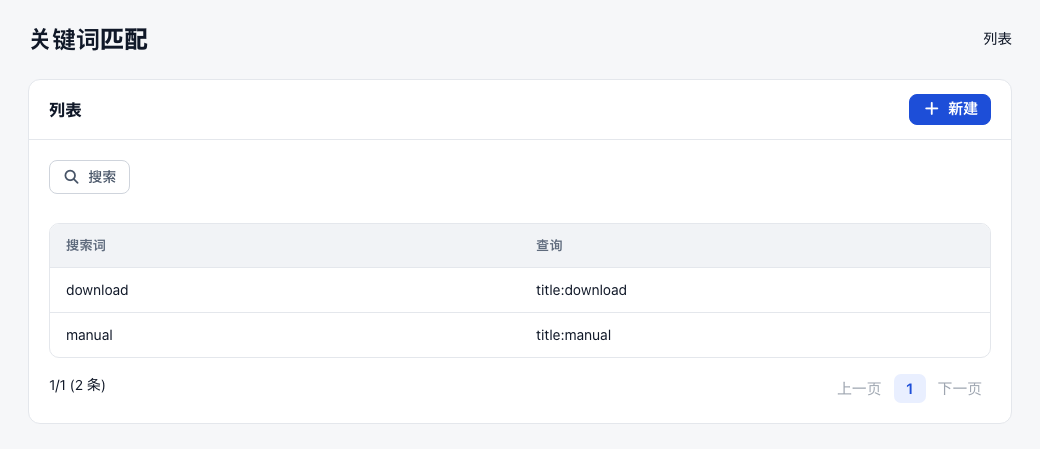 关键词匹配
列表
列表
新建
搜索
搜索词 查询
download title:download
manual title:manual
1/1 (2 条)
上一页 1 下一页